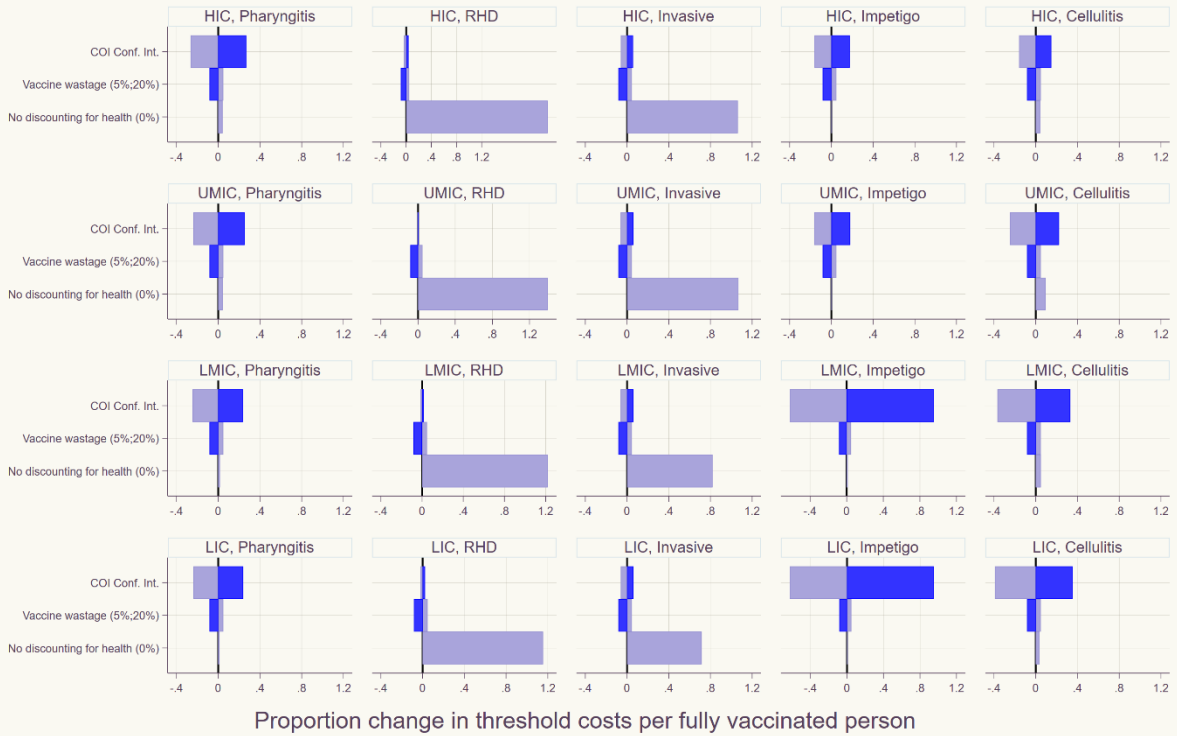 HIC, Pharyngitis HIC, RHD HIC, Invasive HIC, Impetigo HIC, Cellulitis
COI Conf. Int.
Vaccine wastage (5%;20%)
No discounting for health (0%)
-.4 0 .4 .8 1.2 -.4 0 .4 .8 1.2 -.4 0 .4 .8 1.2 -.4 0 .4 .8 1.2 -.4 0 .4 .8 1.2
UMIC, Pharyngitis UMIC, RHD UMIC, Invasive UMIC, Impetigo UMIC, Cellulitis
COI Conf. Int.
Vaccine wastage (5%;20%)
No discounting for health (0%)
-.4 0 .4 .8 1.2 -.4 0 .4 .8 1.2 -.4 0 .4 .8 1.2 -.4 0 .4 .8 1.2 -.4 0 .4 .8 1.2
LMIC, Pharyngitis LMIC, RHD LMIC, Invasive LMIC, Impetigo LMIC, Cellulitis
COI Conf. Int.
Vaccine wastage (5%;20%)
No discounting for health (0%)
-.4 0 .4 .8 1.2 -.4 0 .4 .8 1.2 -.4 0 .4 .8 1.2 -.4 0 .4 .8 1.2 -.4 0 .4 .8 1.2
LIC, Pharyngitis LIC, RHD LIC, Invasive LIC, Impetigo LIC, Cellulitis
COI Conf. Int.
Vaccine wastage (5%;20%)
No discounting for health (0%)
-.4 0 .4 .8 1.2 -.4 0 .4 .8 1.2 -.4 0 .4 .8 1.2 -.4 0 .4 .8 1.2 -.4 0 .4 .8 1.2
Proportion change in threshold costs per fully vaccinated person